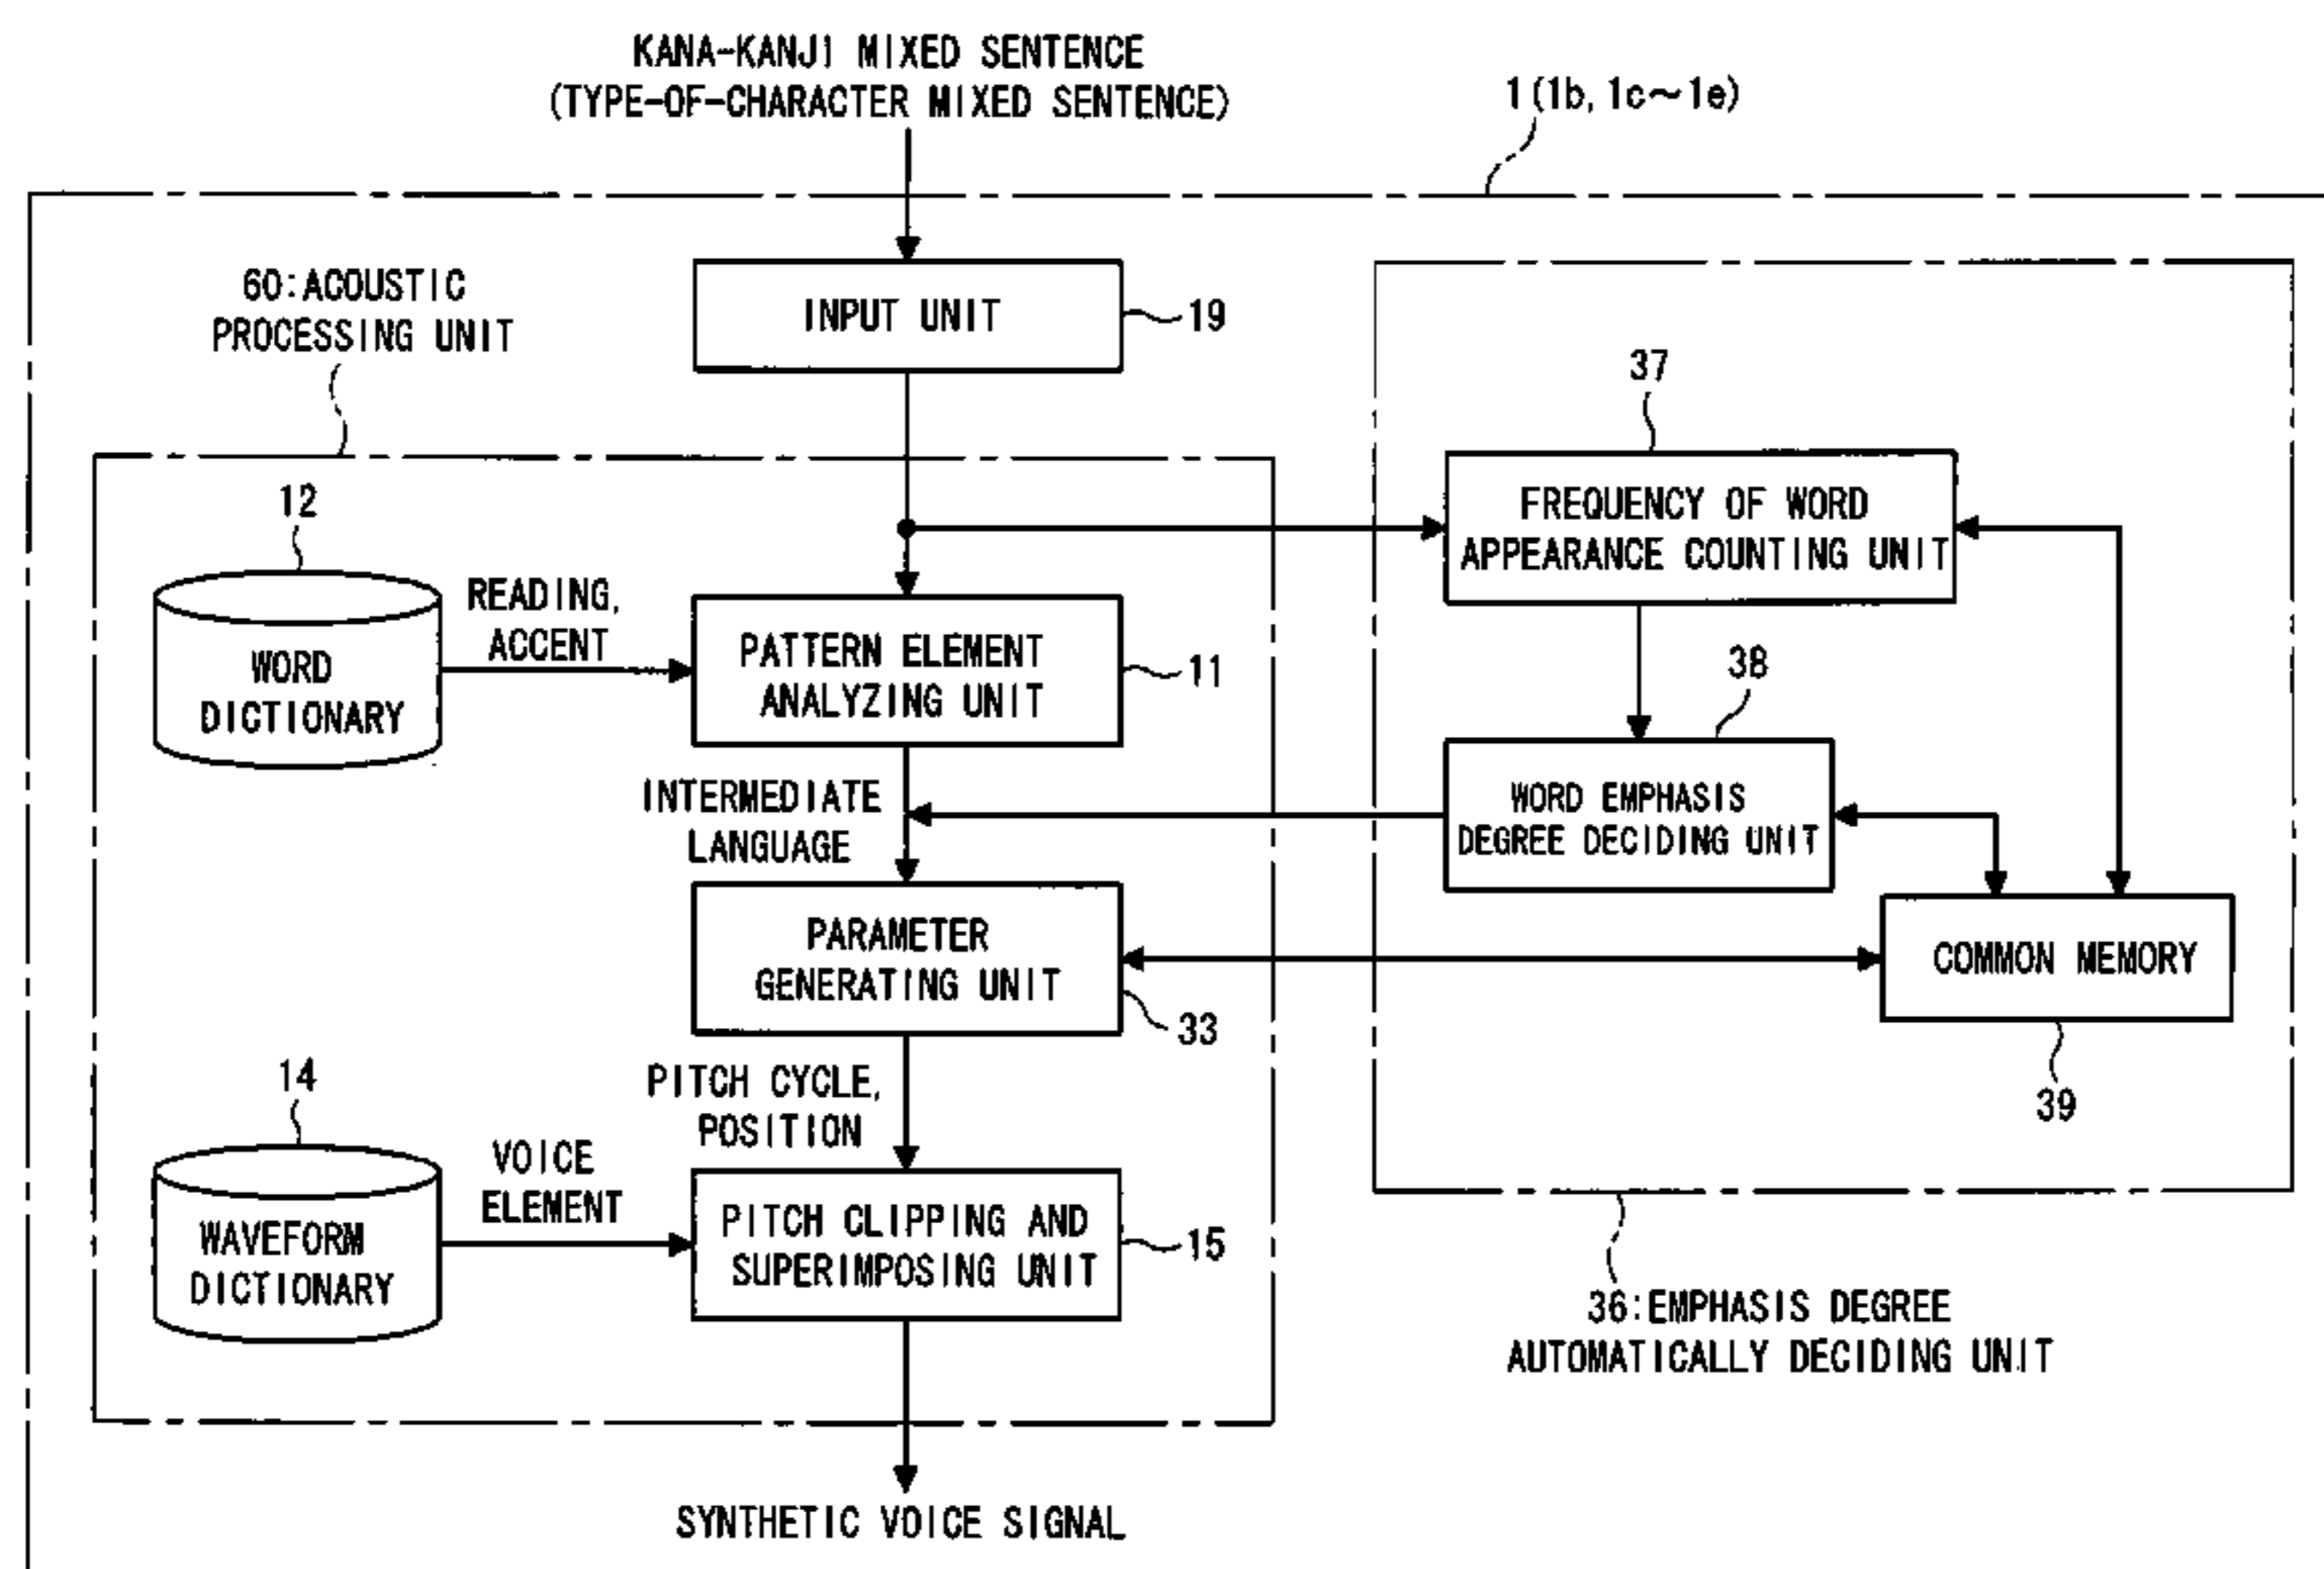 KANA-KANJI MIXED SENTENCE
(TYPE-OF-CHARACTER MIXED SENTENCE)
1(1b, 1c~1e)
60:ACOUSTIC
PROCESSING UNIT
INPUT UNIT
19
37
FREQUENCY OF WORD
APPEARANCE COUNTING UNIT
12
WORD
DICTIONARY
READING,
ACCENT
PATTERN ELEMENT
ANALYZING UNIT
11
38
WORD EMPHASIS
DEGREE DECIDING UNIT
INTERMEDIATE
LANGUAGE
PARAMETER
GENERATING UNIT
33
COMMON MEMORY
39
PITCH CYCLE,
POSITION
14
WAVEFORM
DICTIONARY
VOICE
ELEMENT
PITCH CLIPPING AND
SUPERIMPOSING UNIT
15
36:EMPHASIS DEGREE
AUTOMATICALLY DECIDING UNIT
SYNTHETIC VOICE SIGNAL